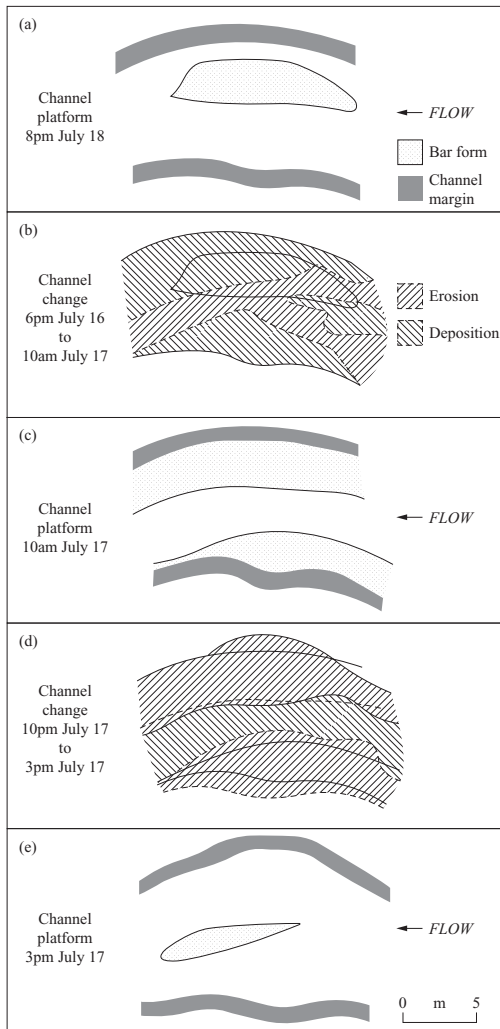 (a)
Channel
platform
8pm July 18
FLOW
Bar form
Channel
margin
(b)
Channel
change
6pm July 16
to
10am July 17
Erosion
Deposition
(c)
Channel
platform
10am July 17
FLOW
(d)
Channel
change
10pm July 17
to
3pm July 17
(e)
Channel
platform
3pm July 17
FLOW
0 m 5